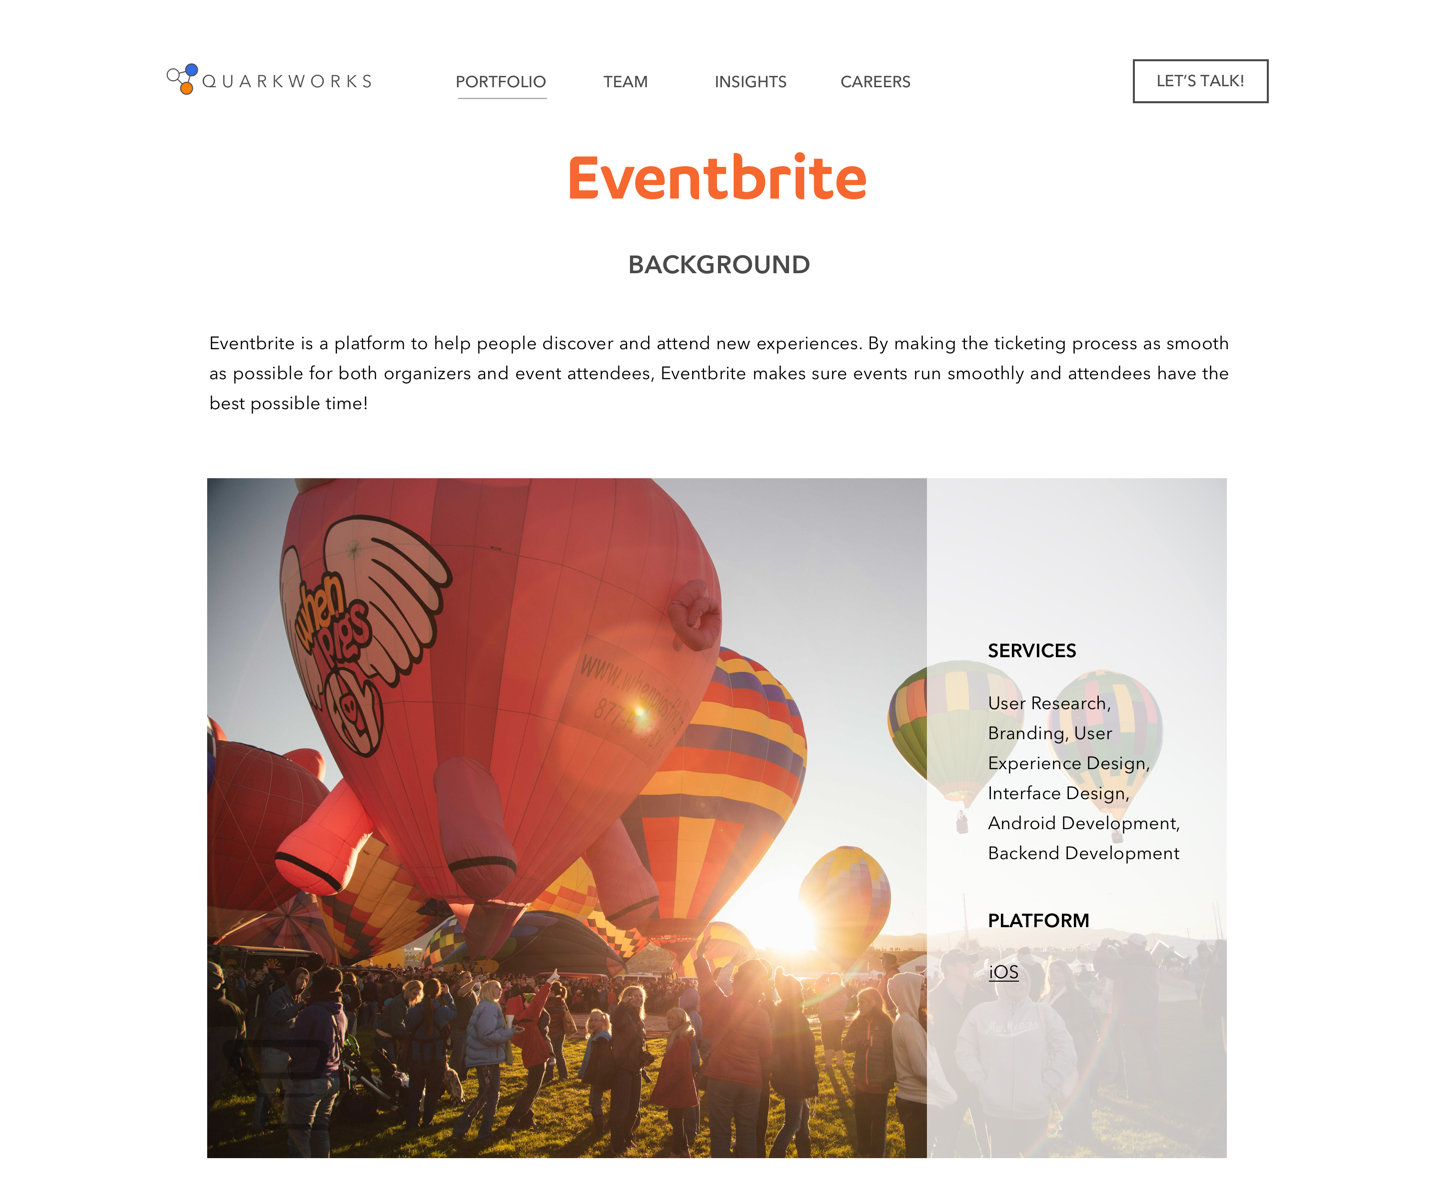 QUARKWORKS
PORTFOLIO
TEAM
INSIGHTS
CAREERS
LET'S TALK!
Eventbrite
BACKGROUND
Eventbrite is a platform to help people discover and attend new experiences. By making the ticketing process as smooth
as possible for both organizers and event attendees, Eventbrite makes sure events run smoothly and attendees have the
best possible time!
when
pigs
fly
SERVICES
User Research,
Branding, User
Experience Design,
Interface Design,
Android Development,
Backend Development
PLATFORM
iOS